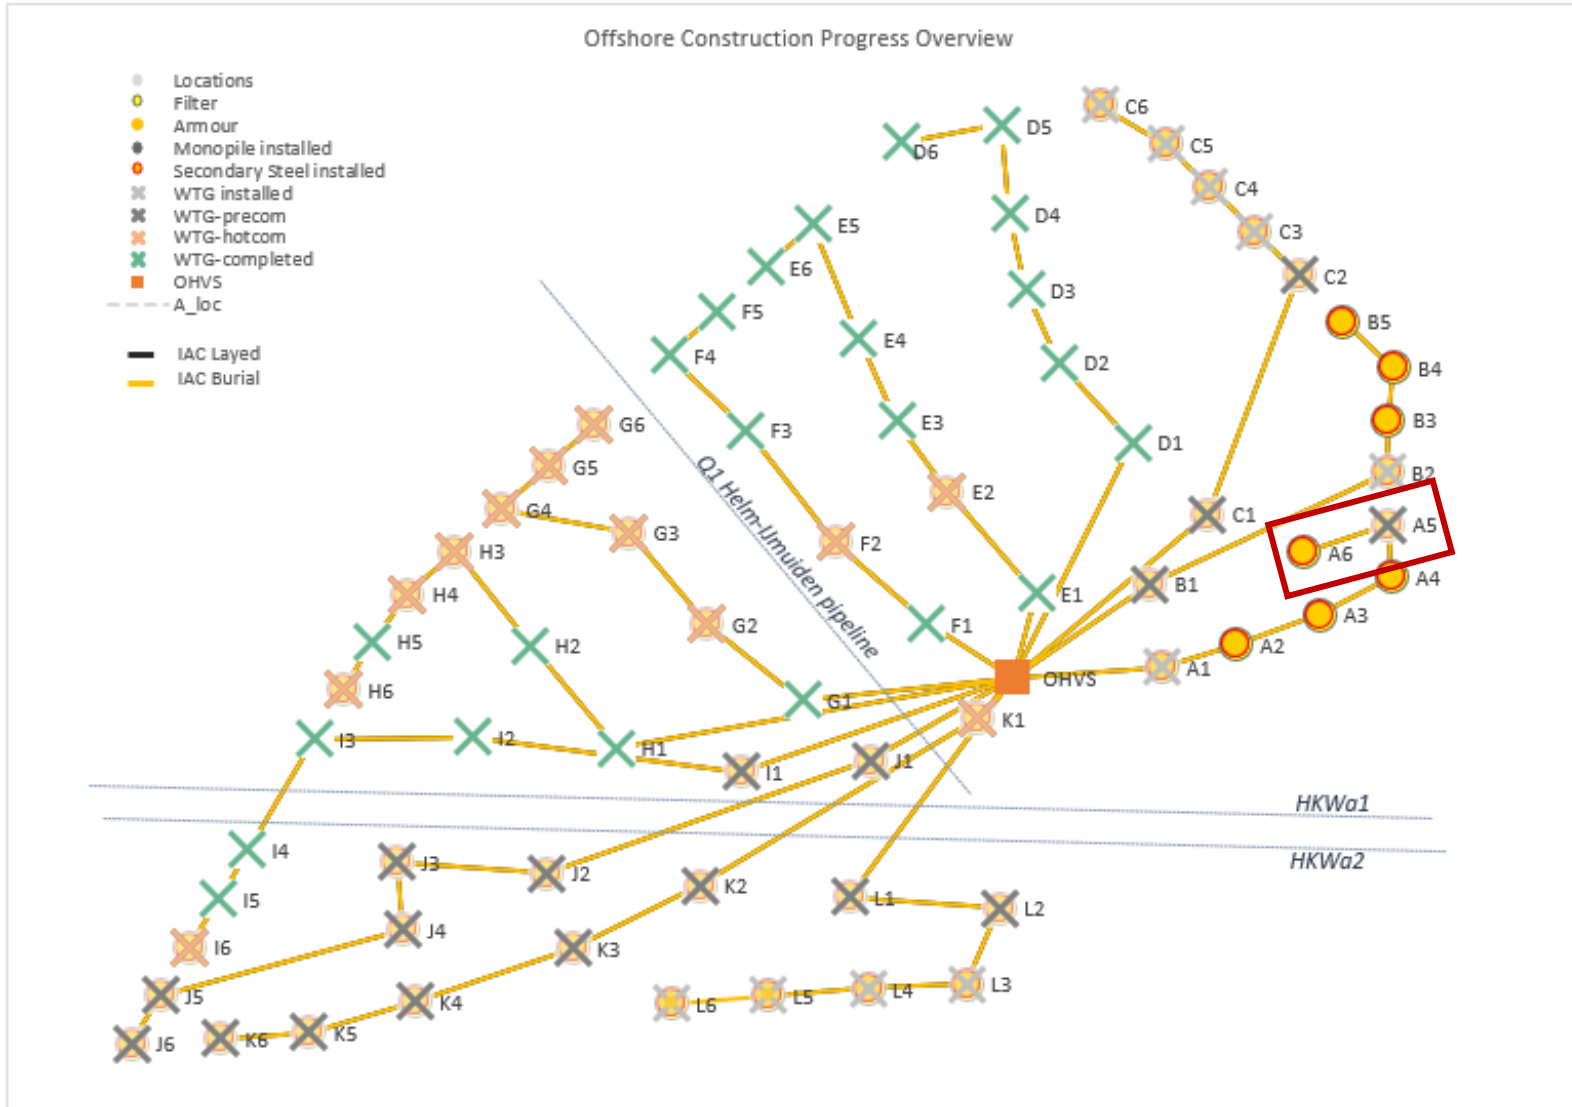 Offshore Construction Progress Overview
Locations
Filter
Armour
Monopile installed
Secondary Steel installed
WTG installed
WTG-precom
WTG-hotcom
WTG-completed
OHVS
A_loc
IAC Layed
IAC Burial
C6
D5
C5
D6
C4
D4
E5
C3
E6
C2
D3
F5
B5
E4
F4
D2
B4
G6
B3
E3
F3
D1
G5
B2
Q1 Helm-IJmuiden pipeline
E2
G4
C1
A5
G3
F2
H3
A6
A4
B1
H4
E1
A3
G2
F1
H5
H2
A2
A1
OHVS
H6
G1
K1
I3
I2
H1
J1
I1
HKWa1
I4
HKWa2
J3
J2
K2
I5
L1
L2
J4
I6
K3
L3
L4
J5
L5
K4
L6
K5
K6
J6